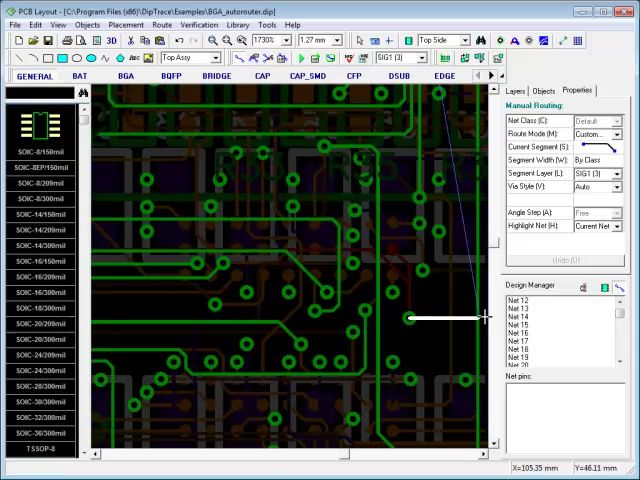 PCB Layout - [C:\Program Files (x86)\DipTrace\Examples\BGA_autorouter.dip]
File Edit View Objects Placement Route Verification Library Tools Help
3D 1730% 1.27 mm Top Side
ABC Top Assy SIG1 (3)
GENERAL BAT BGA BQFP BRIDGE CAP CAP_SMD CFP DSUB EDGE
Layers Objects Properties
Manual Routing:
Net Class (C): Default
Route Mode (M): Custom...
Current Segment (S):
Segment Width (W): By Class
Segment Layer (L): SIG1 (3)
Via Style (V): Auto
Angle Step (A): Free
Highlight Net (H): Current Net
Undo (U)
Design Manager
Net 12
Net 13
Net 14
Net 15
Net 16
Net 17
Net 18
Net 19
Net 20
Net pins:
SOIC-8/150mil
SOIC-8EP/150mil
SOIC-8/209mil
SOIC-8/300mil
SOIC-14/150mil
SOIC-14/209mil
SOIC-14/300mil
SOIC-16/150mil
SOIC-16/209mil
SOIC-16/300mil
SOIC-18/300mil
SOIC-20/209mil
SOIC-20/300mil
SOIC-24/209mil
SOIC-24/300mil
SOIC-28/300mil
SOIC-30/300mil
SOIC-32/300mil
SOIC-36/300mil
TSSOP-8
X=105.35 mm Y=46.11 mm